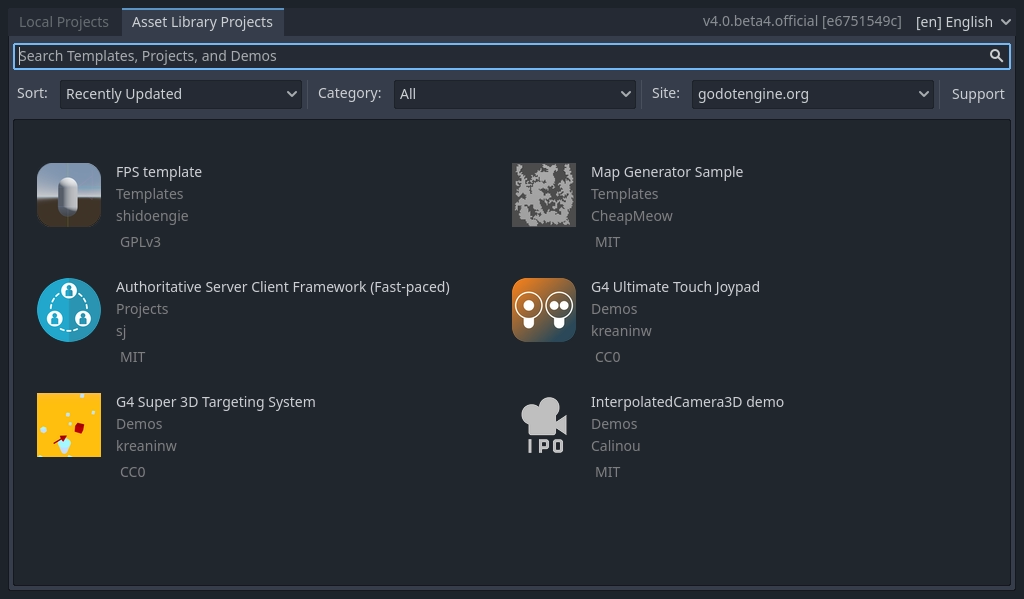 Local Projects
Asset Library Projects
v4.0.beta4.official [e6751549c]
[en] English
Search Templates, Projects, and Demos
Sort:
Recently Updated
Category:
All
Site:
godotengine.org
Support
FPS template
Templates
shidoengie
GPLv3
Map Generator Sample
Templates
CheapMeow
MIT
Authoritative Server Client Framework (Fast-paced)
Projects
sj
MIT
G4 Ultimate Touch Joypad
Demos
kreaninw
CC0
G4 Super 3D Targeting System
Demos
kreaninw
CC0
IPO
InterpolatedCamera3D demo
Demos
Calinou
MIT